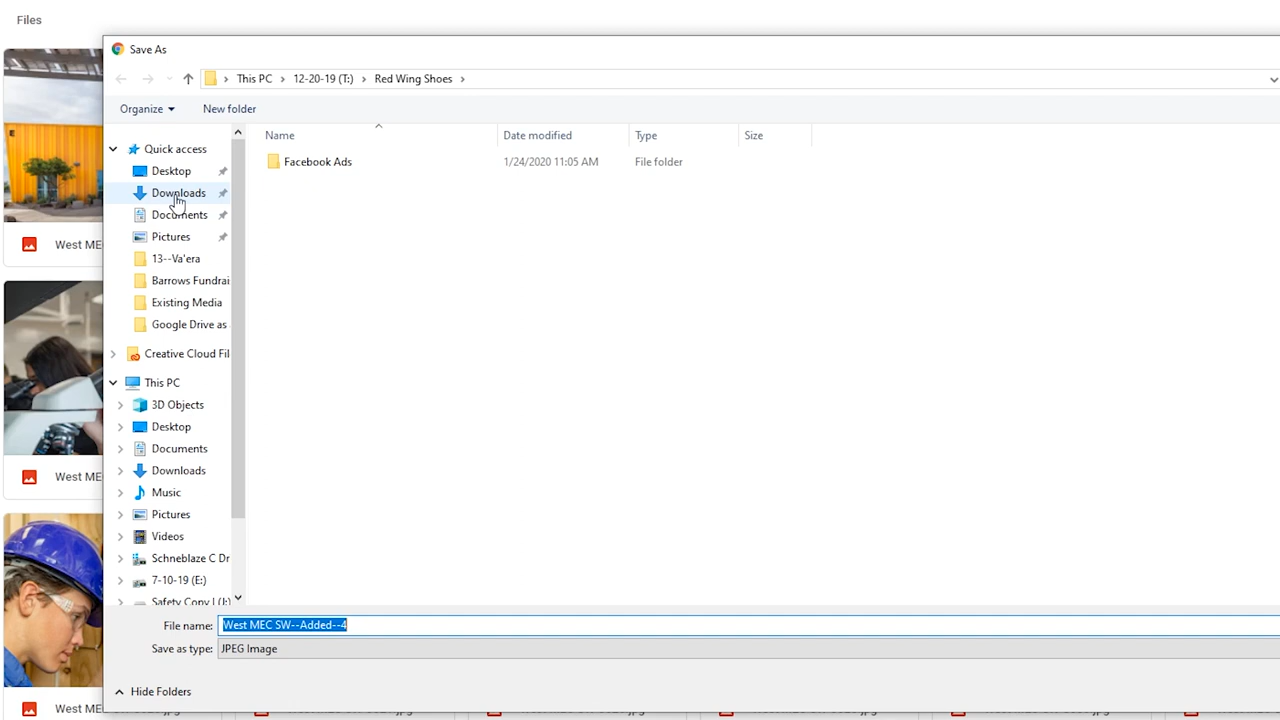 Files
Save As
This PC
12-20-19 (T:)
Red Wing Shoes
Organize
New folder
Name
Date modified
Type
Size
Quick access
Facebook Ads
1/24/2020 11:05 AM
File folder
Desktop
Downloads
Documents
Pictures
West ME
13--Va'era
Barrows Fundrai
Existing Media
Google Drive as
Creative Cloud Fil
This PC
3D Objects
Desktop
Documents
Downloads
West ME
Music
Pictures
Videos
Schneblaze C Dr
7-10-19 (E:)
Safety Copy I (J:)
File name:
West MEC SW--Added--4
Save as type:
JPEG Image
Hide Folders
West ME